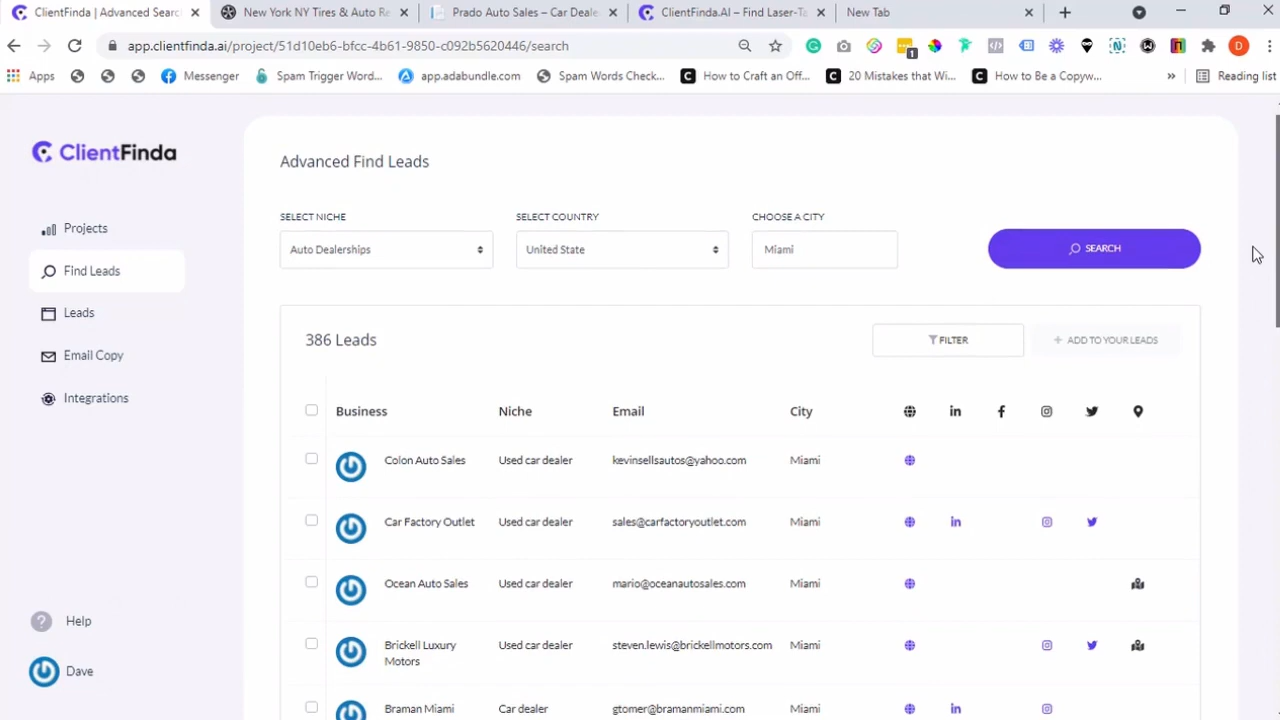 ClientFinda | Advanced Searc
New York NY Tires & Auto Re
Prado Auto Sales – Car Deale
ClientFinda.AI – Find Laser-Ta
New Tab
app.clientfinda.ai/project/51d10eb6-bfcc-4b61-9850-c092b5620446/search
1
D
Apps
Messenger
Spam Trigger Word...
app.adabundle.com
Spam Words Check...
How to Craft an Off...
20 Mistakes that Wi...
How to Be a Copyw...
»
Reading list
ClientFinda
Projects
Find Leads
Leads
Email Copy
Integrations
Help
Dave
Advanced Find Leads
SELECT NICHE SELECT COUNTRY CHOOSE A CITY
Auto Dealerships United State Miami SEARCH
386 Leads FILTER + ADD TO YOUR LEADS
Business Niche Email City
Colon Auto Sales Used car dealer kevinsellsautos@yahoo.com Miami
Car Factory Outlet Used car dealer sales@carfactoryoutlet.com Miami
Ocean Auto Sales Used car dealer mario@oceanautosales.com Miami
Brickell Luxury Used car dealer steven.lewis@brickellmotors.com Miami
Motors
Braman Miami Car dealer gtomer@bramanmiami.com Miami